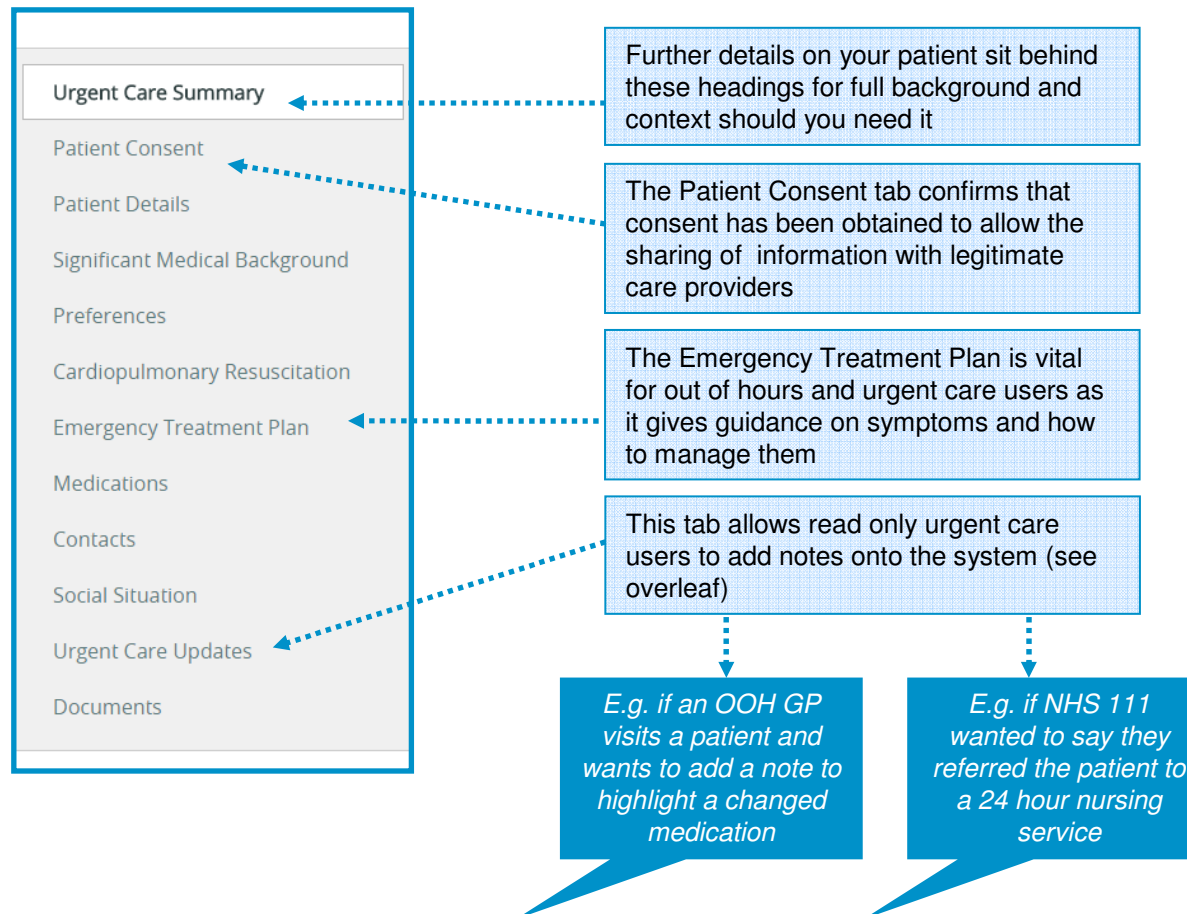 Urgent Care Summary
Patient Consent
Patient Details
Significant Medical Background
Preferences
Cardiopulmonary Resuscitation
Emergency Treatment Plan
Medications
Contacts
Social Situation
Urgent Care Updates
Documents
Further details on your patient sit behind
these headings for full background and
context should you need it
The Patient Consent tab confirms that
consent has been obtained to allow the
sharing of information with legitimate
care providers
The Emergency Treatment Plan is vital
for out of hours and urgent care users as
it gives guidance on symptoms and how
to manage them
This tab allows read only urgent care
users to add notes onto the system (see
overleaf)
E.g. if an OOH GP
visits a patient and
wants to add a note to
highlight a changed
medication
E.g. if NHS 111
wanted to say they
referred the patient to
a 24 hour nursing
service